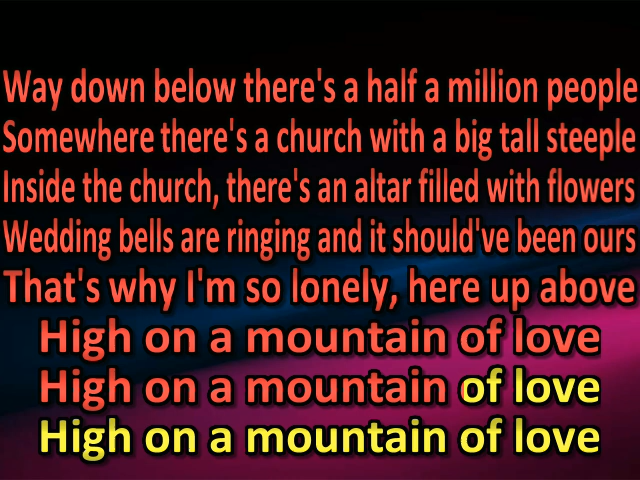 Way down below there's a half a million people
Somewhere there's a church with a big tall steeple
Inside the church, there's an altar filled with flowers
Wedding bells are ringing and it should've been ours
That's why I'm so lonely, here up above
High on a mountain of love
High on a mountain of love
High on a mountain of love